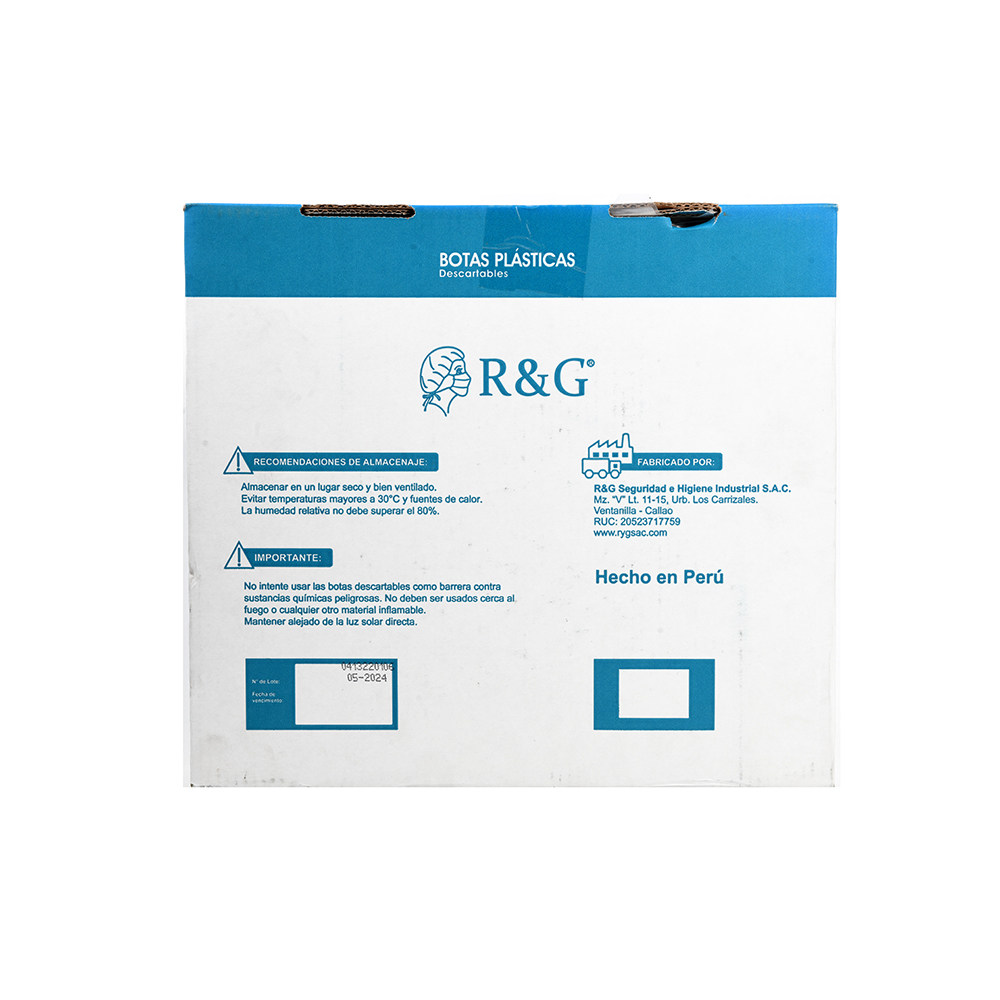 BOTAS PLÁSTICAS
Descartables
R&G®
RECOMENDACIONES DE ALMACENAJE:
Almacenar en un lugar seco y bien ventilado.
Evitar temperaturas mayores a 30°C y fuentes de calor.
La humedad relativa no debe superar el 80%.
IMPORTANTE:
No intente usar las botas descartables como barrera contra
sustancias químicas peligrosas. No deben ser usados cerca al
fuego o cualquier otro material inflamable.
Mantener alejado de la luz solar directa.
FABRICADO POR:
R&G Seguridad e Higiene Industrial S.A.C.
Mz. "V" Lt. 11-15, Urb. Los Carrizales.
Ventanilla - Callao
RUC: 20523717759
www.rygsac.com
Hecho en Perú
N° de Lote:
Fecha de
vencimiento:
05-2024